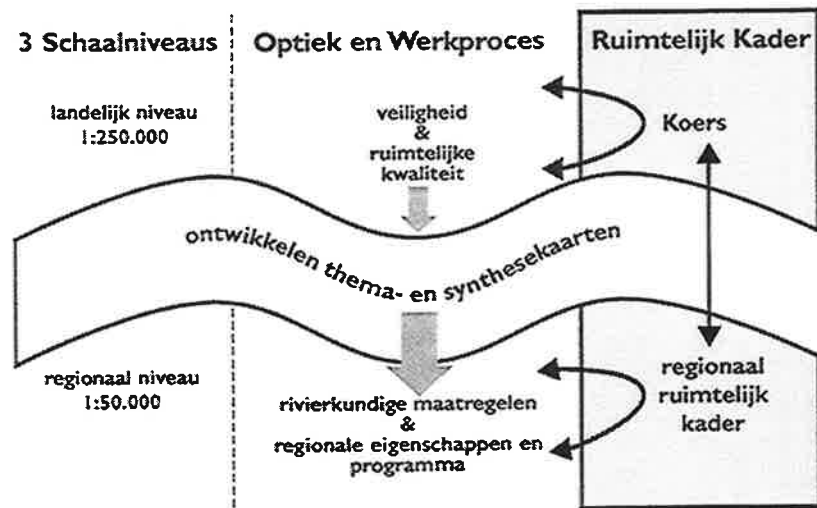 3 Schaalniveaus
Optiek en Werkproces
Ruimtelijk Kader
landelijk niveau
1:250.000
veiligheid
&
ruimtelijke
kwaliteit
Koers
ontwikkelen thema- en synthesekaarten
regionaal niveau
1:50.000
rivierkundige maatregelen
&
regionale eigenschappen en
programma
regionaal
ruimtelijk
kader